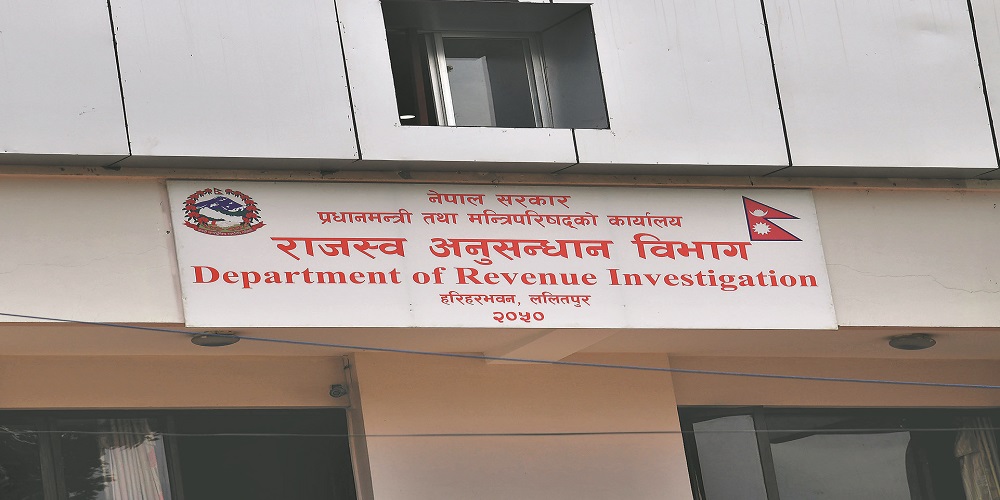 नेपाल सरकार
प्रधानमन्त्री तथा मन्त्रिपरिषद्को कार्यालय
राजस्व अनुसन्धान विभाग
Department of Revenue Investigation
हरिहरभवन, ललितपुर
२०५०